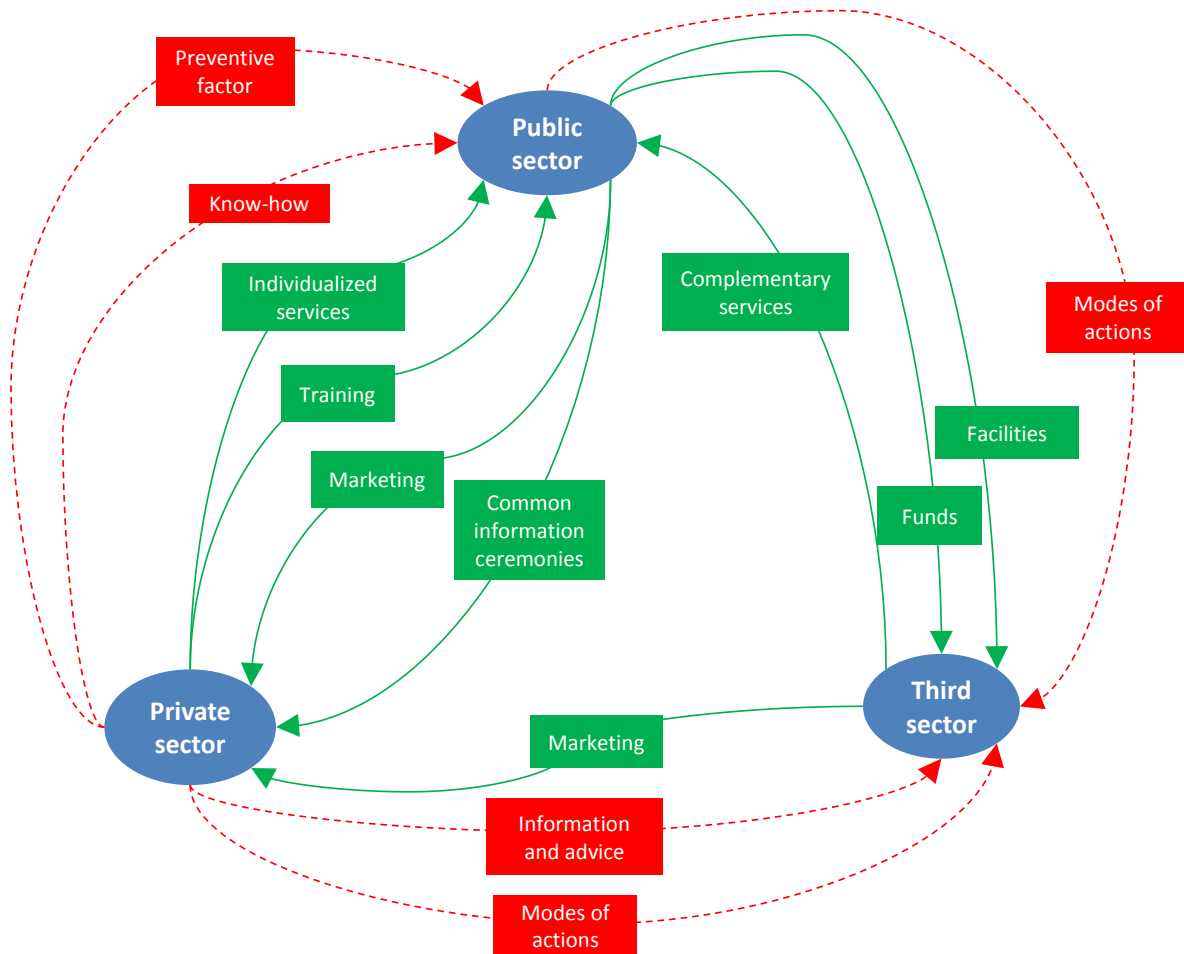 Preventive
factor
Public
sector
Know-how
Individualized
services
Complementary
services
Modes of
actions
Training
Facilities
Marketing
Common
information
ceremonies
Funds
Private
sector
Third
sector
Marketing
Information
and advice
Modes of
actions